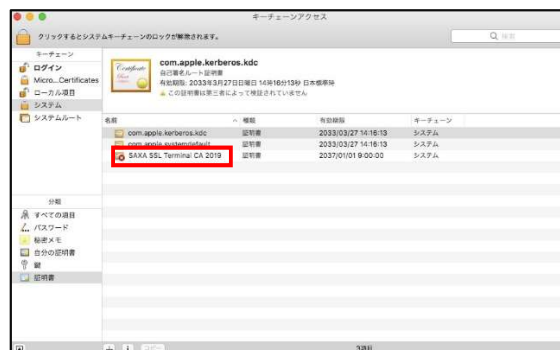 キーチェーンアクセス
クリックするとシステムキーチェーンのロックが解除されます。
検索
キーチェーン
ログイン
Micro...Certificates
ローカル項目
システム
システムルート
com.apple.kerberos.kdc
自己署名ルート証明書
有効期限: 2033年3月27日日曜日 14時16分13秒 日本標準時
この証明書は第三者によって検証されていません
名前 種類 有効期限 キーチェーン
com.apple.kerberos.kdc 証明書 2033/03/27 14:16:13 システム
com.apple.systemdefault 証明書 2033/03/27 14:16:13 システム
SAXA SSL Terminal CA 2019 証明書 2037/01/01 9:00:00 システム
分類
すべての項目
パスワード
秘密メモ
自分の証明書
鍵
証明書
コピー
3項目